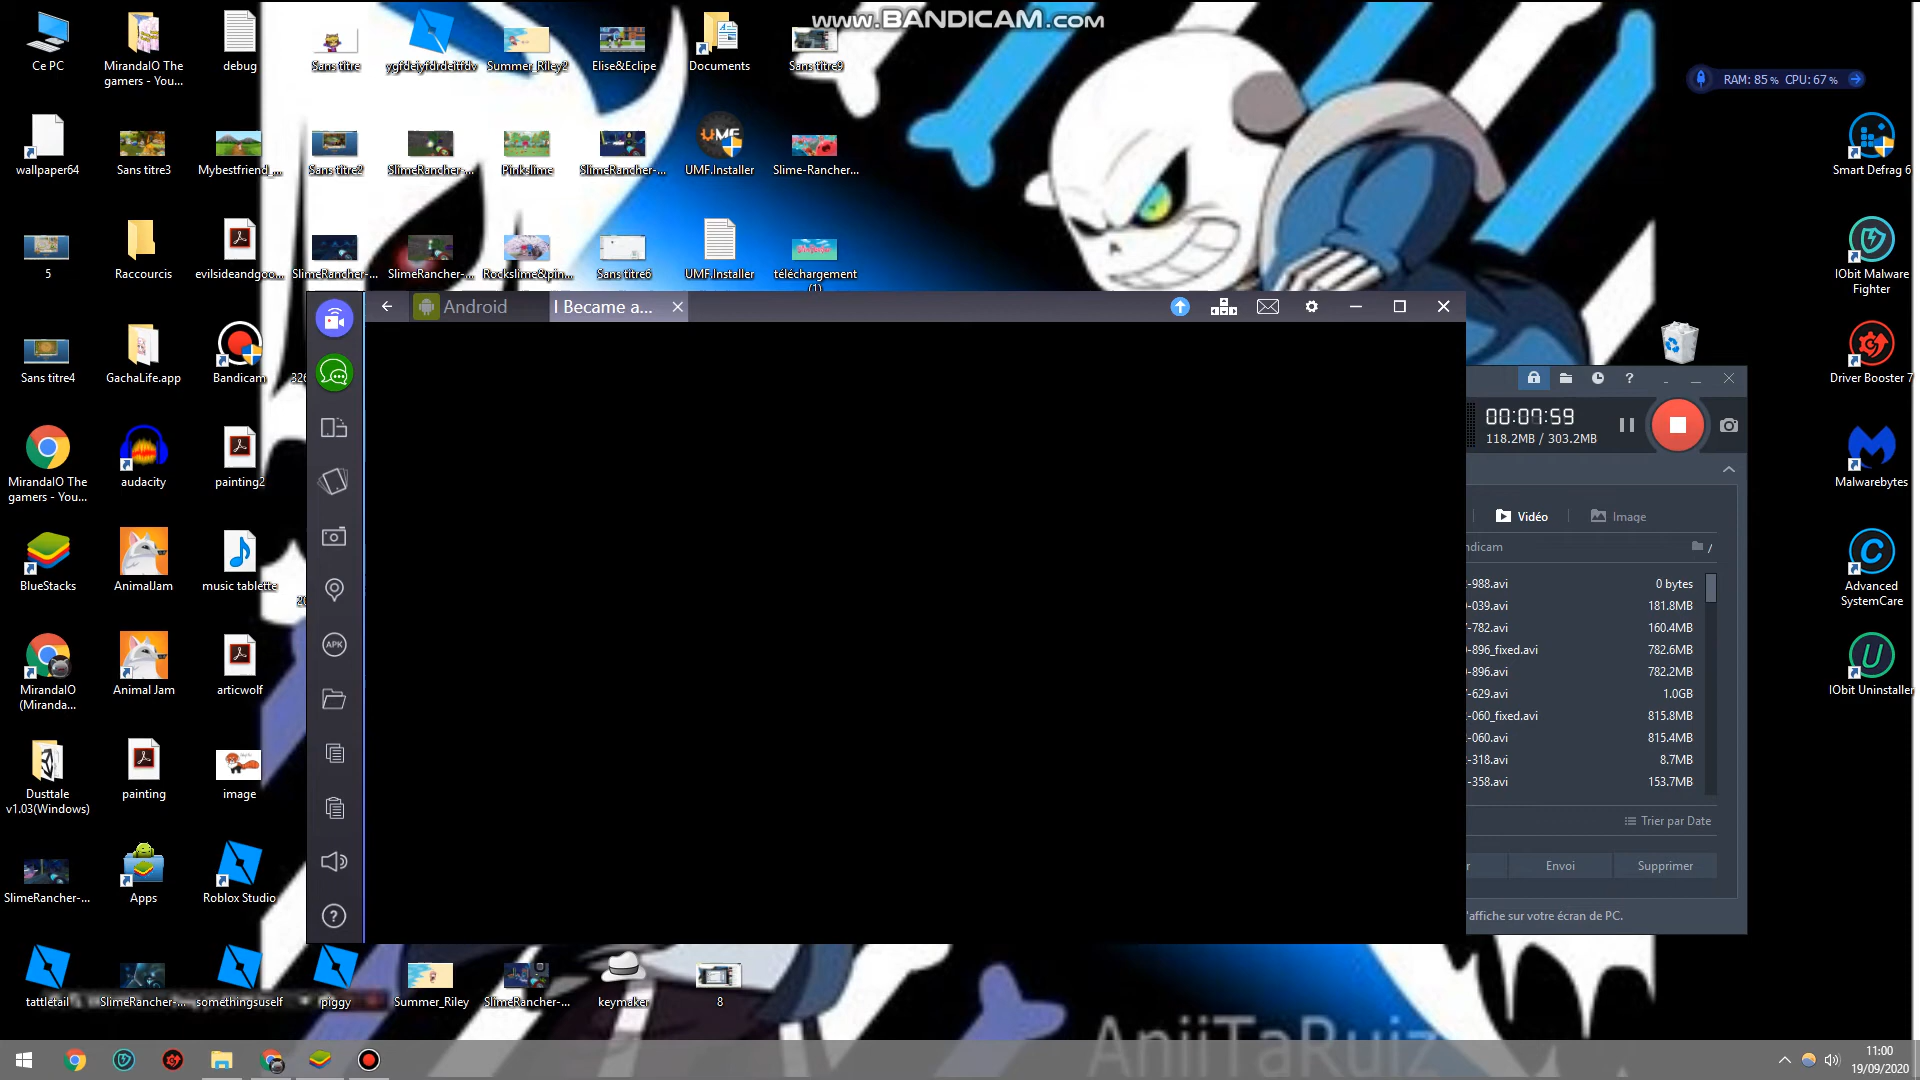 www.BANDICAM.com
Ce PC
MirandaIO The
gamers - You...
debug
Sans titre
ygfdeiyfdrdeitfdv
Summer_Riley2
Elise&Eclipe
Documents
Sans titre9
RAM: 85 % CPU: 67 %
wallpaper64
Sans titre3
Mybestfriend_...
Sans titre2
SlimeRancher-...
Pinkslime
SlimeRancher-...
UMF.Installer
Slime-Rancher...
Smart Defrag 6
5
Raccourcis
evilsideandgoo...
SlimeRancher-...
SlimeRancher-...
Rockslime&pin...
Sans titre6
UMF.Installer
téléchargement
(1)
IObit Malware
Fighter
Android
I Became a...
Sans titre4
GachaLife.app
Bandicam
326
Driver Booster 7
00:07:59
118.2MB / 303.2MB
MirandaIO The
gamers - You...
audacity
painting2
Malwarebytes
Vidéo
Image
ndicam
/
-988.avi 0 bytes
-039.avi 181.8MB
-782.avi 160.4MB
-896_fixed.avi 782.6MB
-896.avi 782.2MB
-629.avi 1.0GB
-060_fixed.avi 815.8MB
-060.avi 815.4MB
-318.avi 8.7MB
-358.avi 153.7MB
BlueStacks
AnimalJam
music tablette
20
Advanced
SystemCare
APK
MirandaIO
(Miranda...
Animal Jam
articwolf
IObit Uninstaller
Dusttale
v1.03(Windows)
painting
image
Trier par Date
Envoi
Supprimer
SlimeRancher-...
Apps
Roblox Studio
'affiche sur votre écran de PC.
tattletail
SlimeRancher-...
somethingsuself
piggy
Summer_Riley
SlimeRancher-...
keymaker
8
AniiTaRuiz
11:00
19/09/2020